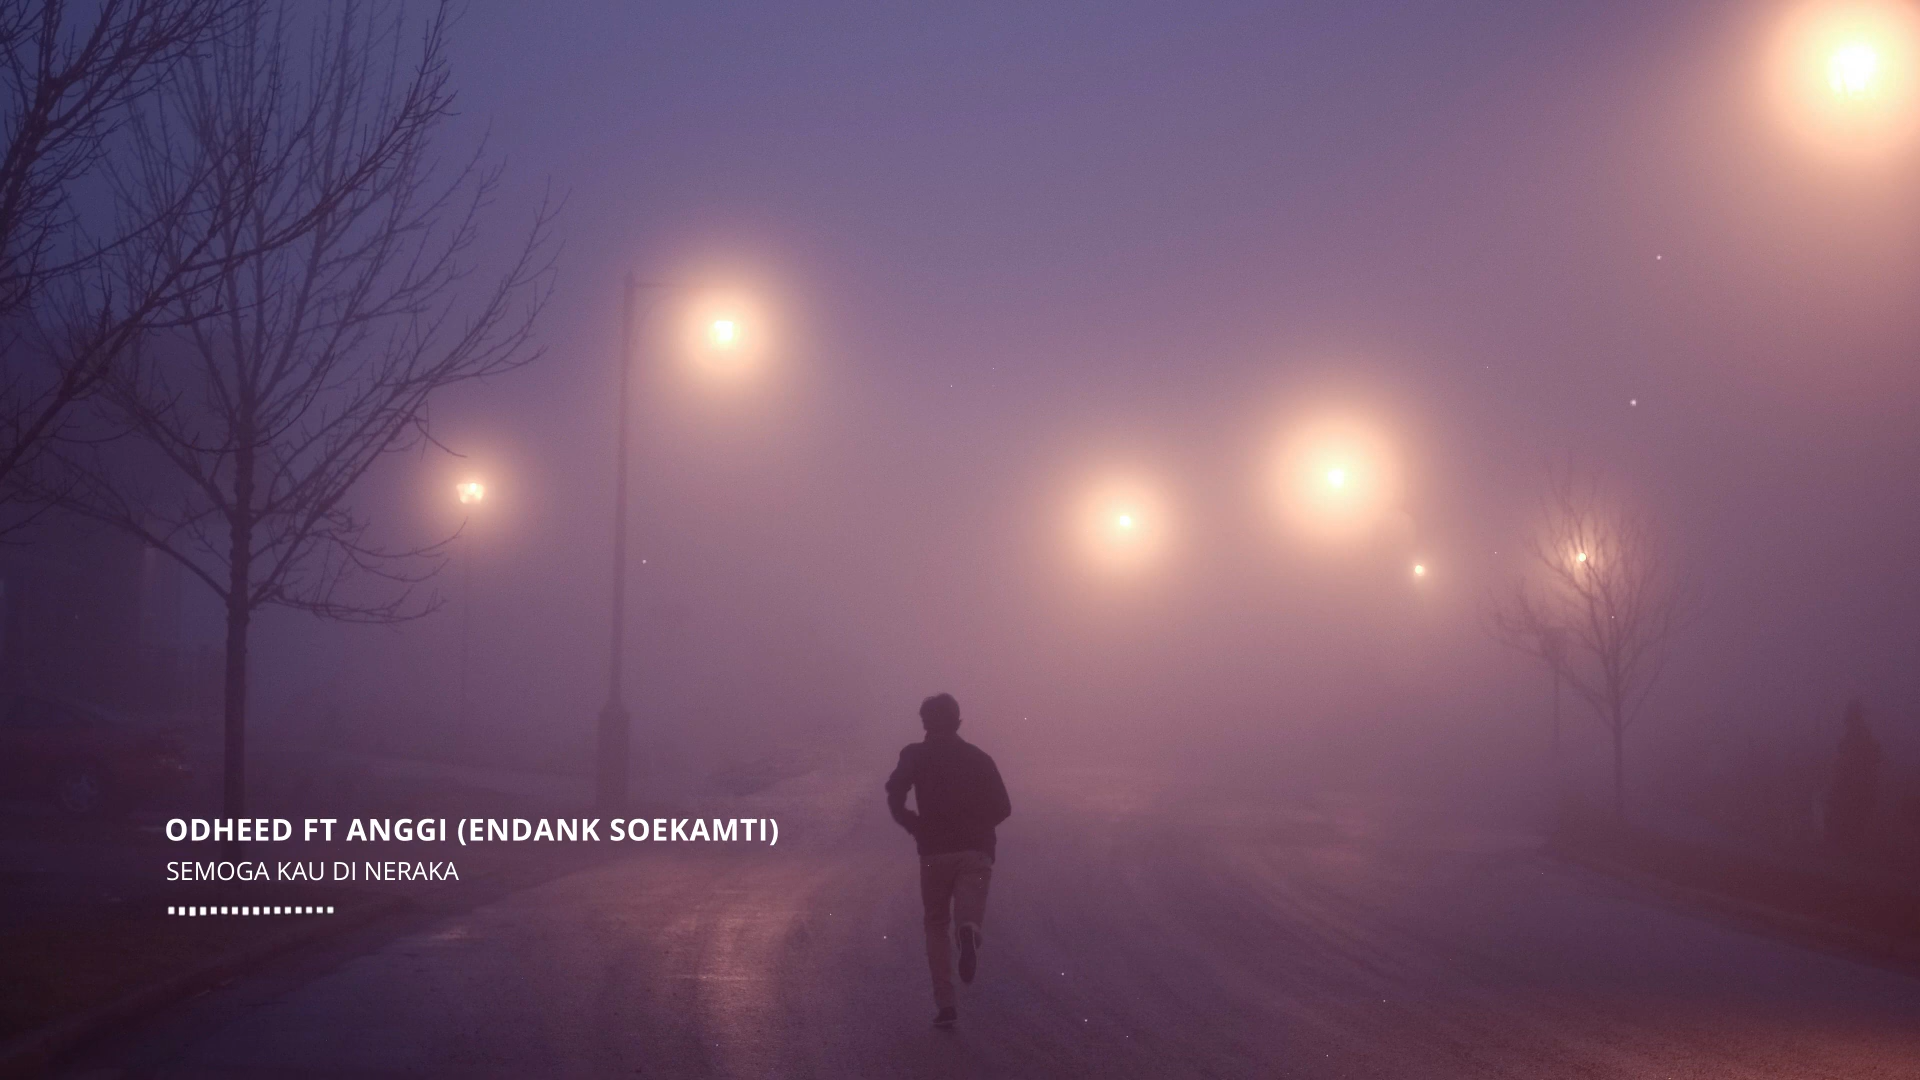 ODHEED FT ANGGI (ENDANK SOEKAMTI)
SEMOGA KAU DI NERAKA